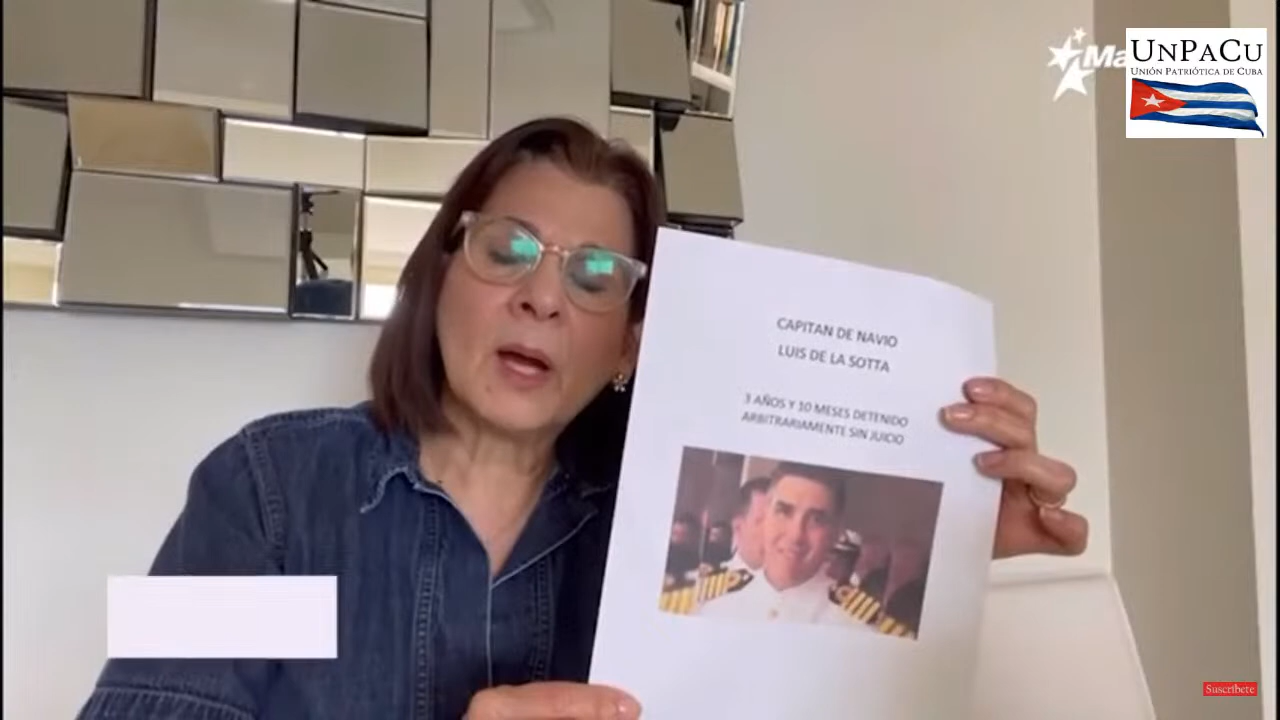 UNPACU
UNIÓN PATRIÓTICA DE CUBA
CAPITAN DE NAVIO
LUIS DE LA SOTTA
3 AÑOS Y 10 MESES DETENIDO
ARBITRARIAMENTE SIN JUICIO
Suscríbete